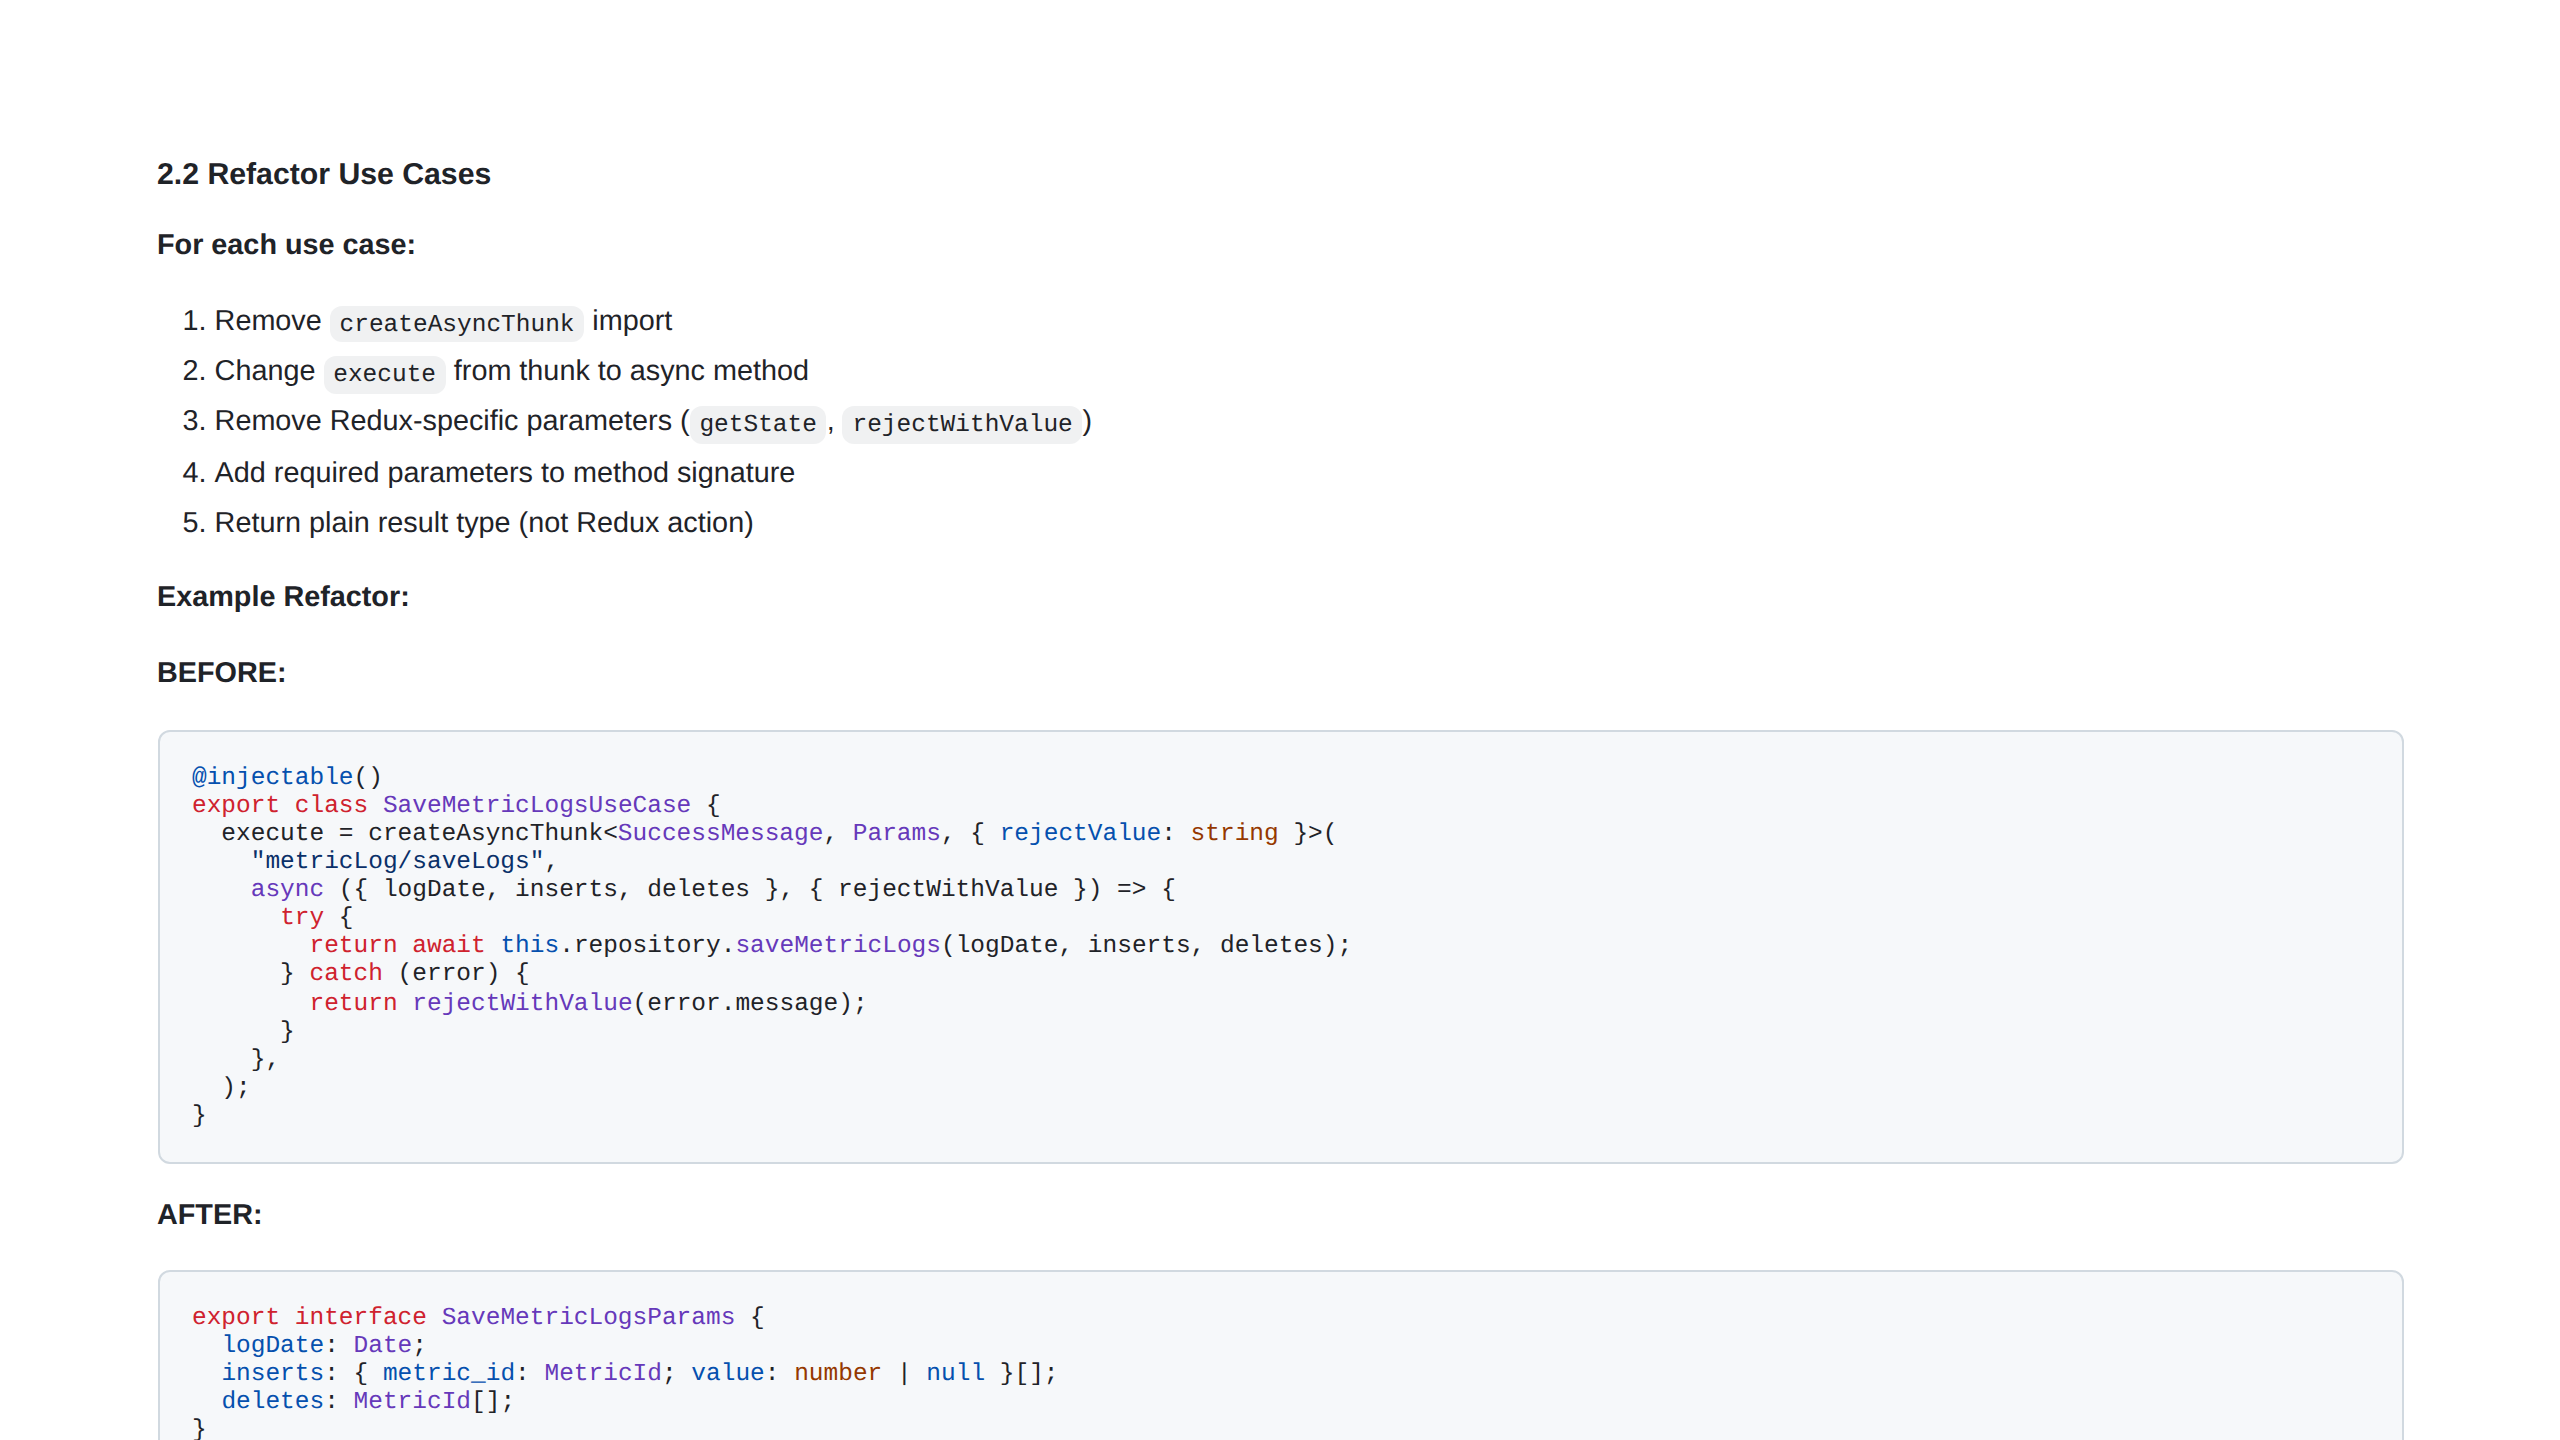 2.2 Refactor Use Cases
For each use case:
1. Remove createAsyncThunk import
2. Change execute from thunk to async method
3. Remove Redux-specific parameters (getState, rejectWithValue)
4. Add required parameters to method signature
5. Return plain result type (not Redux action)
Example Refactor:
BEFORE:
@injectable()
export class SaveMetricLogsUseCase {
  execute = createAsyncThunk<SuccessMessage, Params, { rejectValue: string }>(
    "metricLog/saveLogs",
    async ({ logDate, inserts, deletes }, { rejectWithValue }) => {
      try {
        return await this.repository.saveMetricLogs(logDate, inserts, deletes);
      } catch (error) {
        return rejectWithValue(error.message);
      }
    },
  );
}
AFTER:
export interface SaveMetricLogsParams {
  logDate: Date;
  inserts: { metric_id: MetricId; value: number | null }[];
  deletes: MetricId[];
}